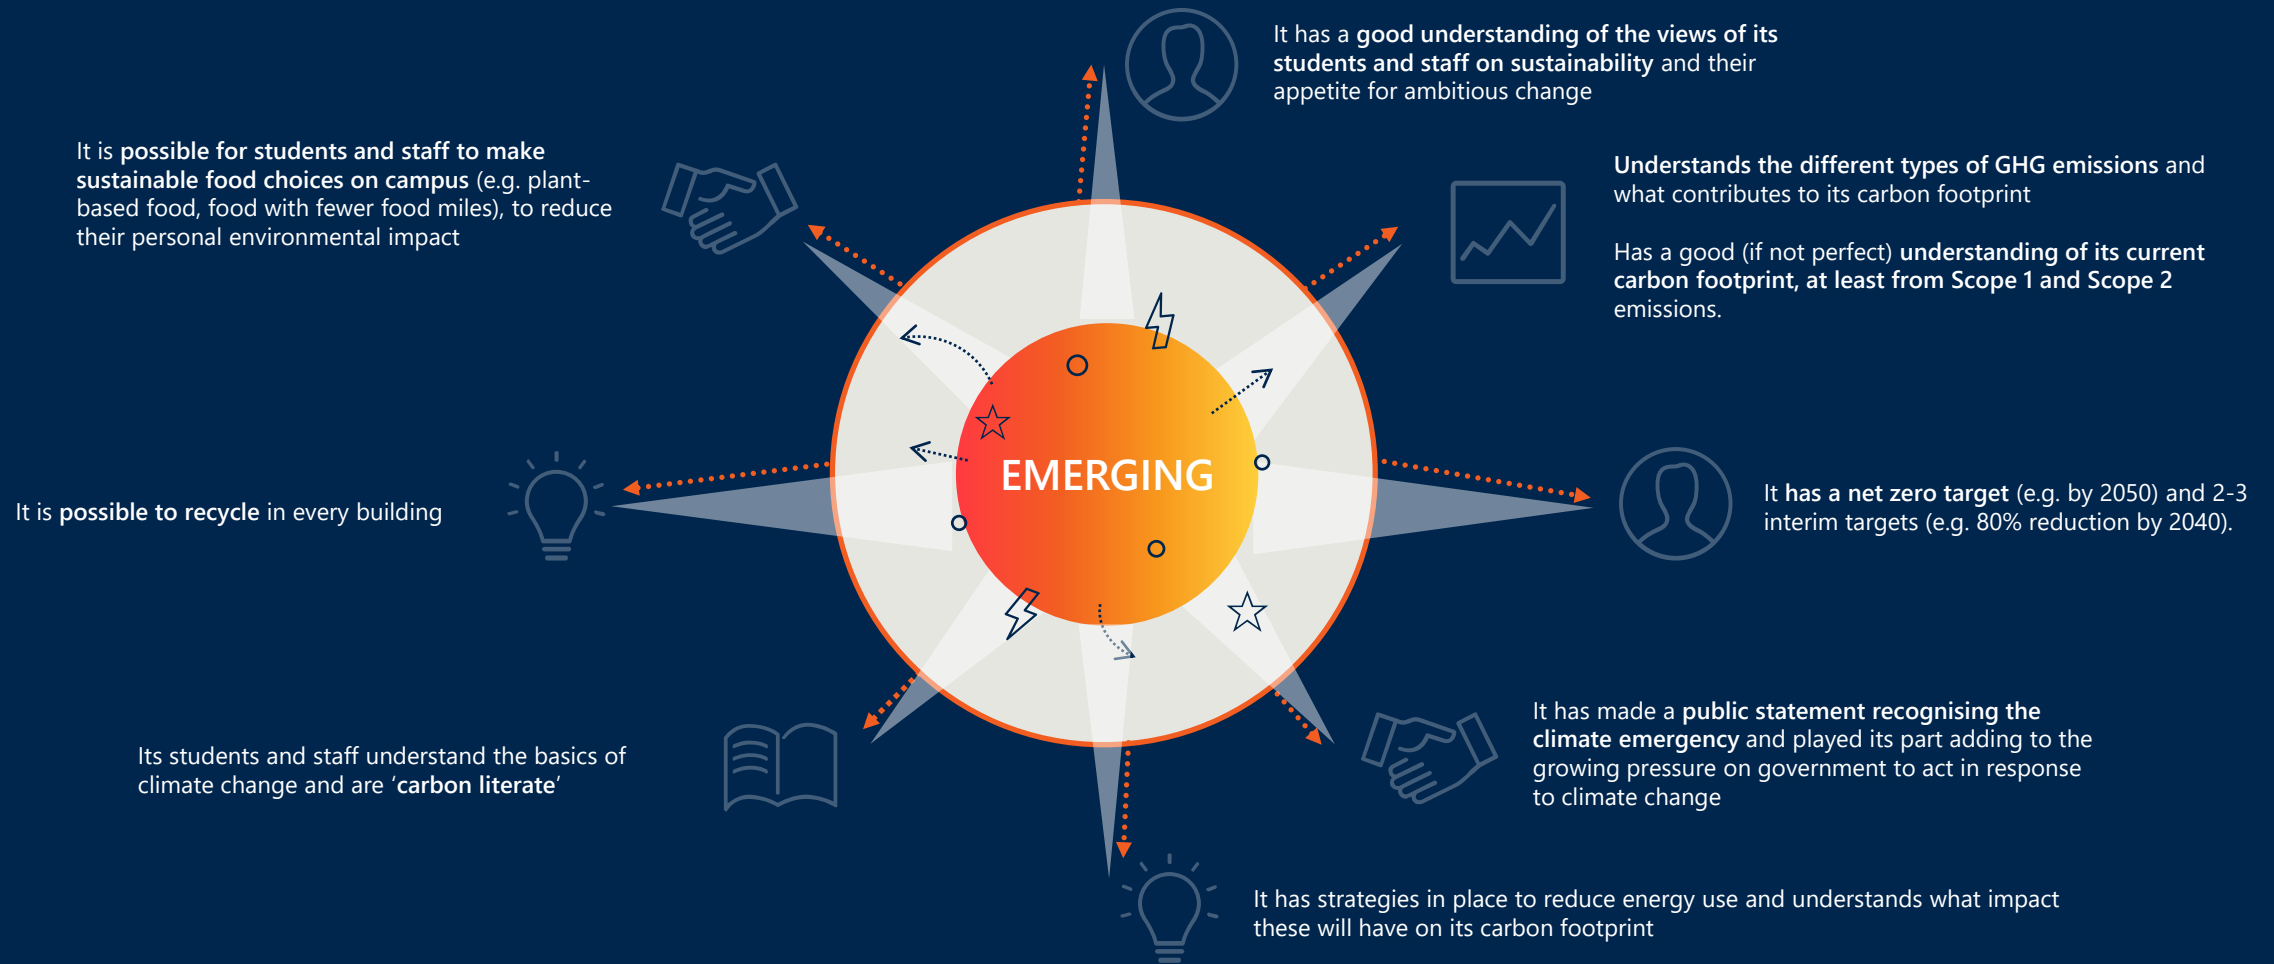 It has a good understanding of the views of its
students and staff on sustainability and their
appetite for ambitious change
It is possible for students and staff to make
sustainable food choices on campus (e.g. plant-
based food, food with fewer food miles), to reduce
their personal environmental impact
Understands the different types of GHG emissions and
what contributes to its carbon footprint
Has a good (if not perfect) understanding of its current
carbon footprint, at least from Scope 1 and Scope 2
emissions.
EMERGING
It is possible to recycle in every building
It has a net zero target (e.g. by 2050) and 2-3
interim targets (e.g. 80% reduction by 2040).
Its students and staff understand the basics of
climate change and are ‘carbon literate’
It has made a public statement recognising the
climate emergency and played its part adding to the
growing pressure on government to act in response
to climate change
It has strategies in place to reduce energy use and understands what impact
these will have on its carbon footprint